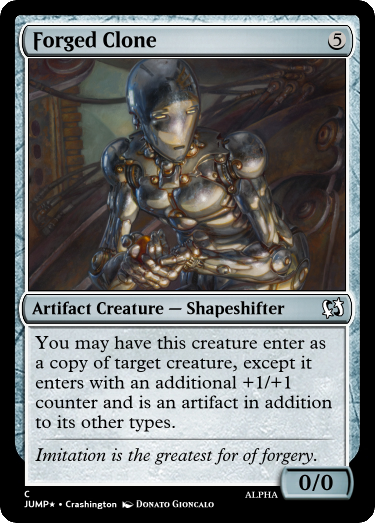 Forged Clone 5
Artifact Creature — Shapeshifter
You may have this creature enter as
a copy of target creature, except it
enters with an additional +1/+1
counter and is an artifact in addition
to its other types.
Imitation is the greatest for of forgery.
0/0
C ALPHA
JUMP★ • Crashington Donato Gioncalo